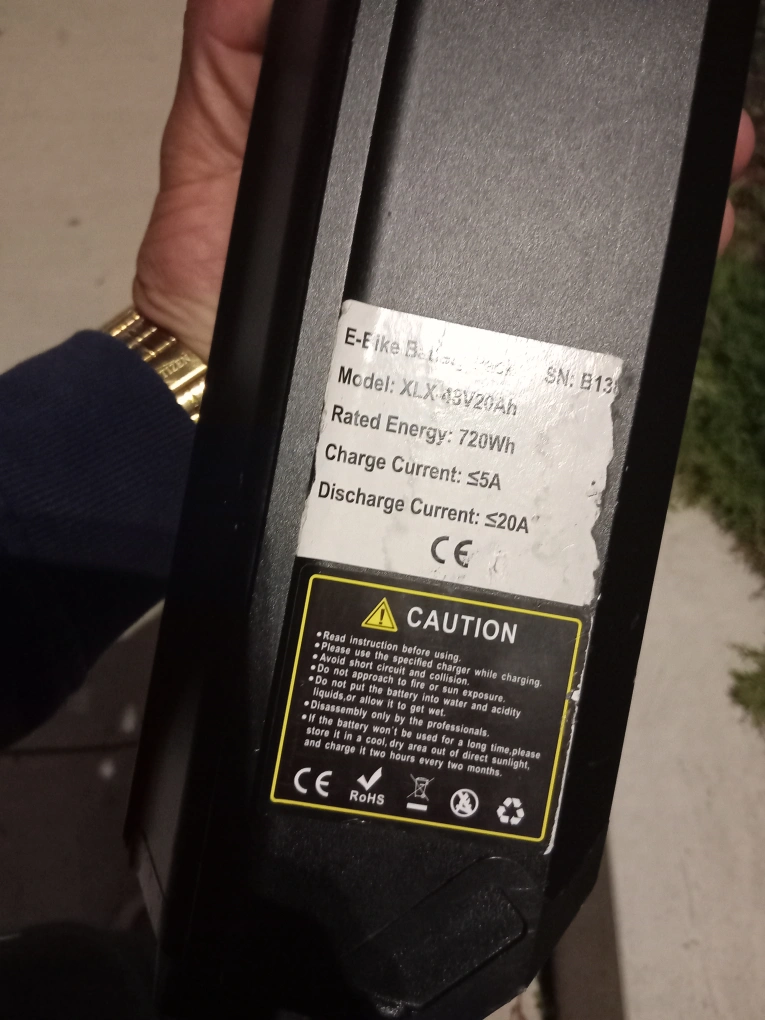 CITIZEN
E-Bike Battery Pack SN: B13
Model: XLX 48V20Ah
Rated Energy: 720Wh
Charge Current: ≤5A
Discharge Current: ≤20A
CE
CAUTION
•Read instruction before using.
•Please use the specified charger while charging.
•Avoid short circuit and collision.
•Do not approach to fire or sun exposure.
•Do not put the battery into water and acidity
liquids,or allow it to get wet.
•Disassembly only by the professionals.
•If the battery won't be used for a long time,please
store it in a cool,dry area out of direct sunlight,
and charge it two hours every two months.
CE RoHS